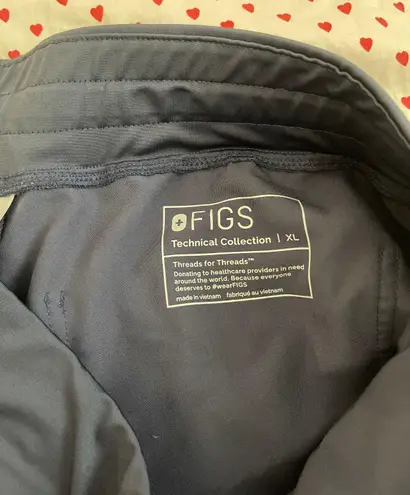 FIGS
Technical Collection | XL
Threads for Threads™
Donating to healthcare providers in need
around the world. Because everyone
deserves to #wearFIGS
made in vietnam fabriqué au vietnam